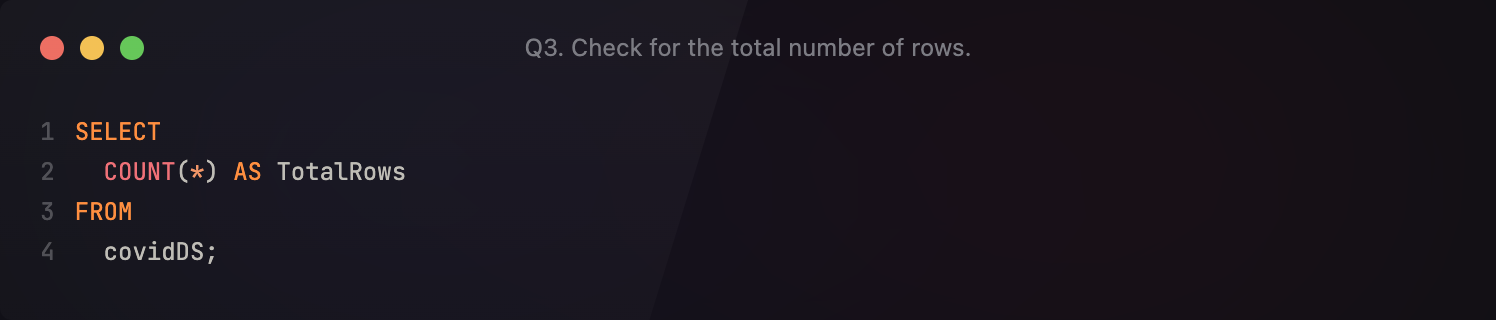 Q3. Check for the total number of rows.
1 SELECT
2   COUNT(*) AS TotalRows
3 FROM
4   covidDS;